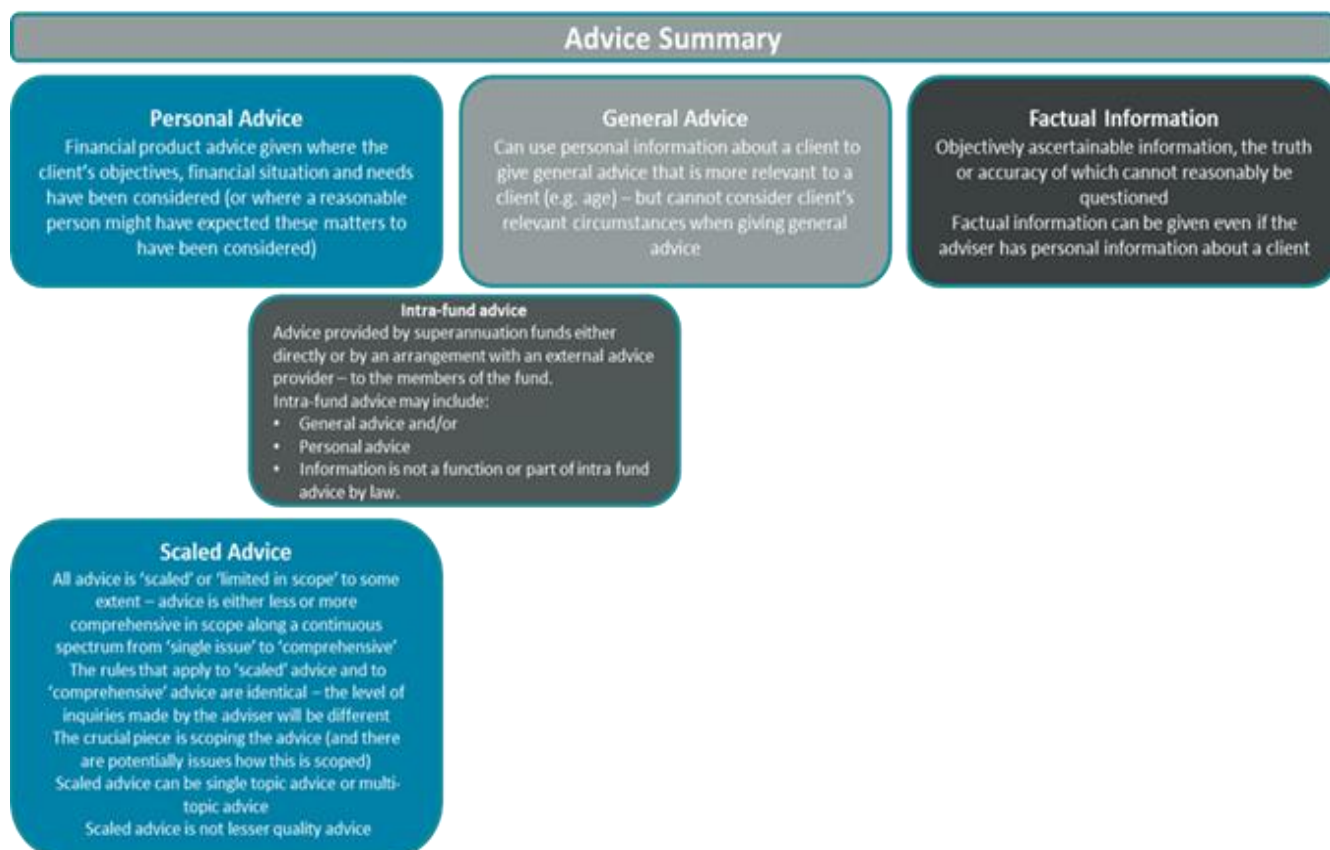 Advice Summary
Personal Advice
Financial product advice given where the
client's objectives, financial situation and needs
have been considered (or where a reasonable
person might have expected these matters to
have been considered)
General Advice
Can use personal information about a client to
give general advice that is more relevant to a
client (e.g. age) – but cannot consider client's
relevant circumstances when giving general
advice
Factual Information
Objectively ascertainable information, the truth
or accuracy of which cannot reasonably be
questioned
Factual information can be given even if the
adviser has personal information about a client
Intra-fund advice
Advice provided by superannuation funds either
directly or by an arrangement with an external advice
provider – to the members of the fund.
Intra-fund advice may include:
• General advice and/or
• Personal advice
• Information is not a function or part of intra fund
advice by law.
Scaled Advice
All advice is 'scaled' or 'limited in scope' to some
extent – advice is either less or more
comprehensive in scope along a continuous
spectrum from 'single issue' to 'comprehensive'
The rules that apply to 'scaled' advice and to
'comprehensive' advice are identical – the level of
inquiries made by the adviser will be different
The crucial piece is scoping the advice (and there
are potentially issues how this is scoped)
Scaled advice can be single topic advice or multi-
topic advice
Scaled advice is not lesser quality advice